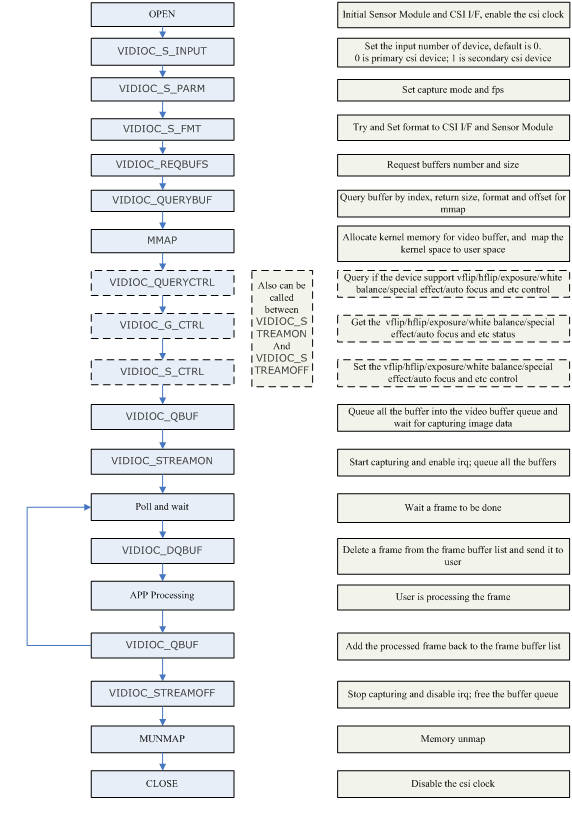 OPEN
Initial Sensor Module and CSI I/F, enable the csi clock
VIDIOC_S_INPUT
Set the input number of device, default is 0.
0 is primary csi device; 1 is secondary csi device
VIDIOC_S_PARM
Set capture mode and fps
VIDIOC_S_FMT
Try and Set format to CSI I/F and Sensor Module
VIDIOC_REQBUFS
Request buffers number and size
VIDIOC_QUERYBUF
Query buffer by index, return size, format and offset for
mmap
MMAP
Allocate kernel memory for video buffer, and map the
kernel space to user space
VIDIOC_QUERYCTRL
Query if the device support vflip/hflip/exposure/white
balance/special effect/auto focus and etc control
Also can be
called
between
VIDIOC_S
TREAMON
And
VIDIOC_S
TREAMOFF
VIDIOC_G_CTRL
Get the vflip/hflip/exposure/white balance/special
effect/auto focus and etc status
VIDIOC_S_CTRL
Set the vflip/hflip/exposure/white balance/special
effect/auto focus and etc control
VIDIOC_QBUF
Queue all the buffer into the video buffer queue and
wait for capturing image data
VIDIOC_STREAMON
Start capturing and enable irq; queue all the buffers
Poll and wait
Wait a frame to be done
VIDIOC_DQBUF
Delete a frame from the frame buffer list and send it to
user
APP Processing
User is processing the frame
VIDIOC_QBUF
Add the processed frame back to the frame buffer list
VIDIOC_STREAMOFF
Stop capturing and disable irq; free the buffer queue
MUNMAP
Memory unmap
CLOSE
Disable the csi clock